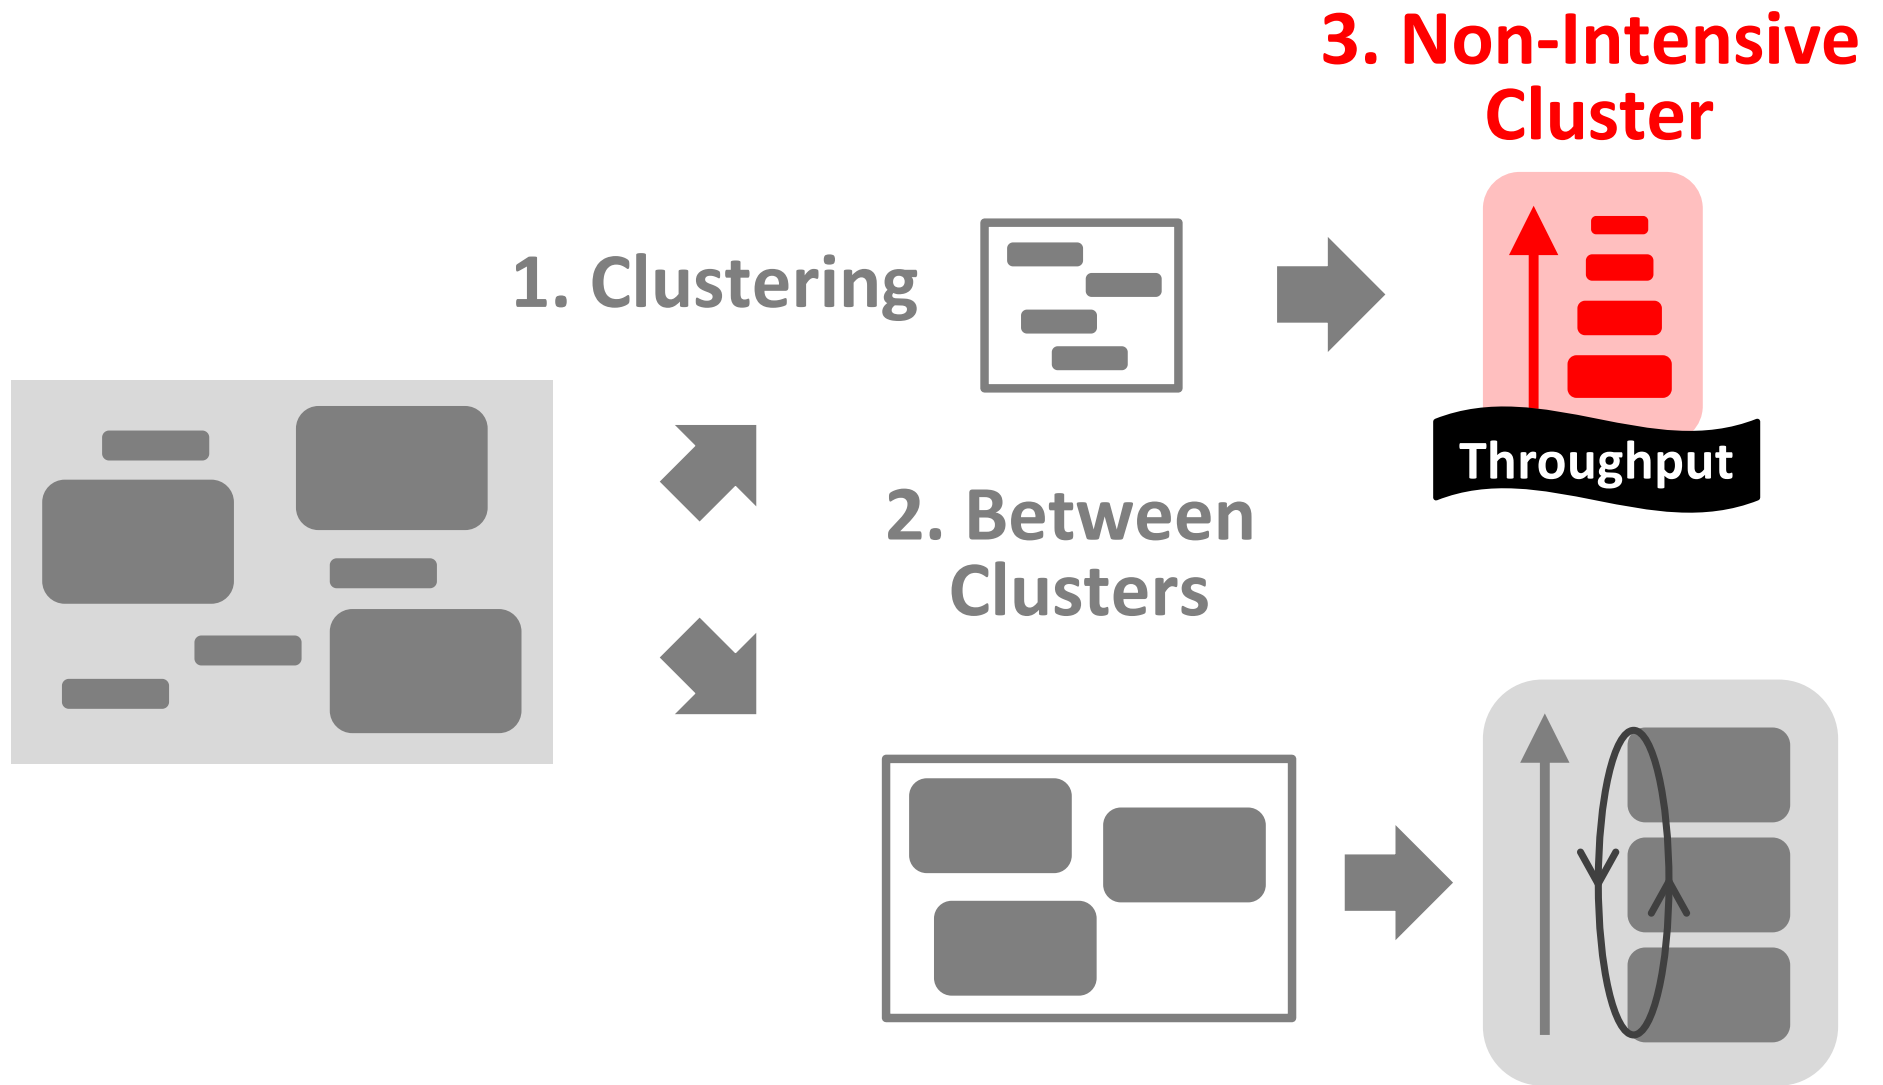 3. Non-Intensive
Cluster
1. Clustering
Throughput
2. Between
Clusters